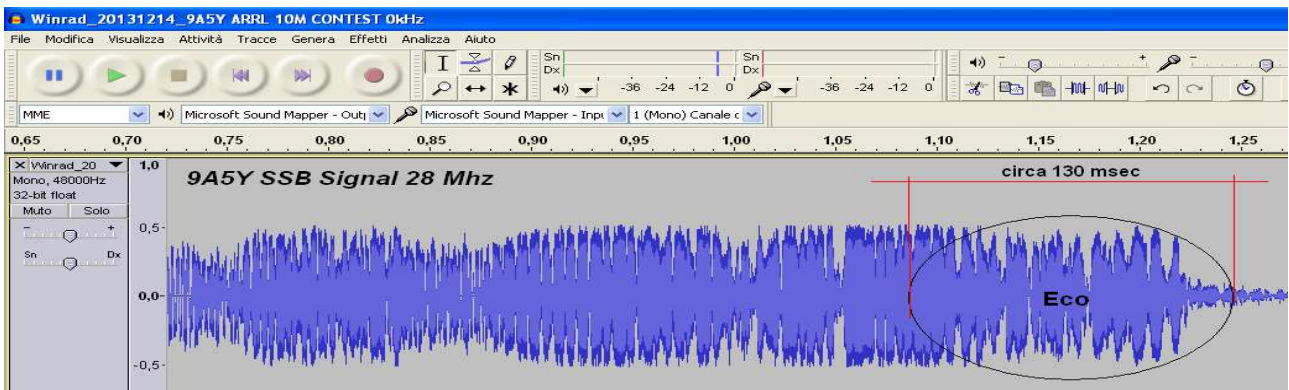 Winrad_20131214_9A5Y ARRL 10M CONTEST 0kHz
File Modifica Visualizza Attività Tracce Genera Effetti Analizza Aiuto
Sn Sn
Dx Dx
-36 -24 -12 0 -36 -24 -12 0
MME Microsoft Sound Mapper - Outp Microsoft Sound Mapper - Inpu 1 (Mono) Canale c
0,65 0,70 0,75 0,80 0,85 0,90 0,95 1,00 1,05 1,10 1,15 1,20 1,25
Winrad_20 1,0
Mono, 48000Hz
32-bit float
Muto Solo
- + 0,5
Sn Dx
0,0
-0,5
9A5Y SSB Signal 28 Mhz
circa 130 msec
Eco